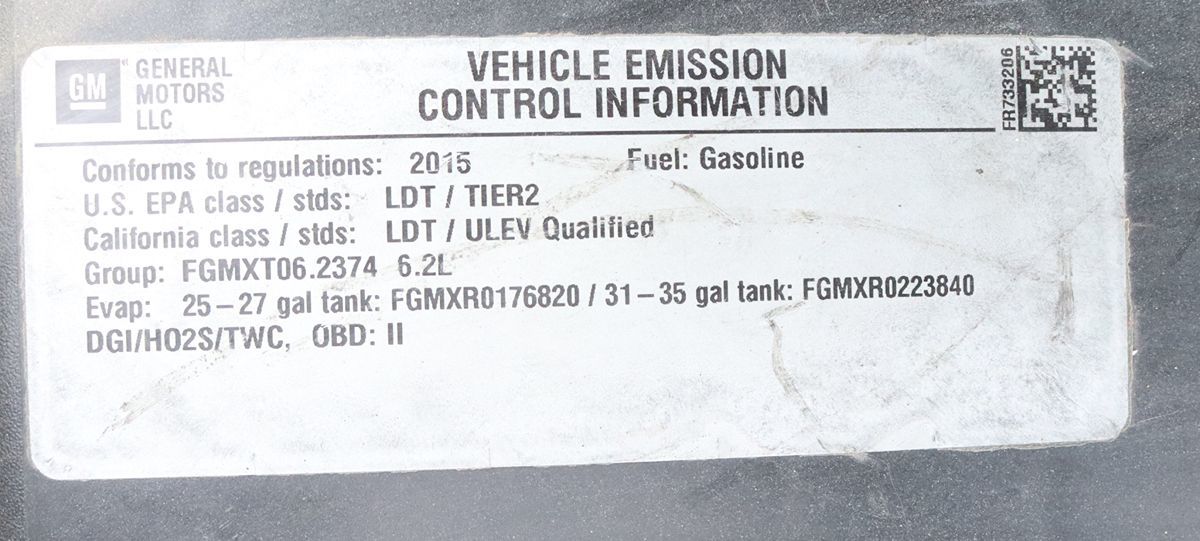 GM
GENERAL
MOTORS
LLC
VEHICLE EMISSION
CONTROL INFORMATION
FR733206
Conforms to regulations: 2015 Fuel: Gasoline
U.S. EPA class / stds: LDT / TIER2
California class / stds: LDT / ULEV Qualified
Group: FGMXT06.2374 6.2L
Evap: 25–27 gal tank: FGMXR0176820 / 31–35 gal tank: FGMXR0223840
DGI/HO2S/TWC, OBD: II